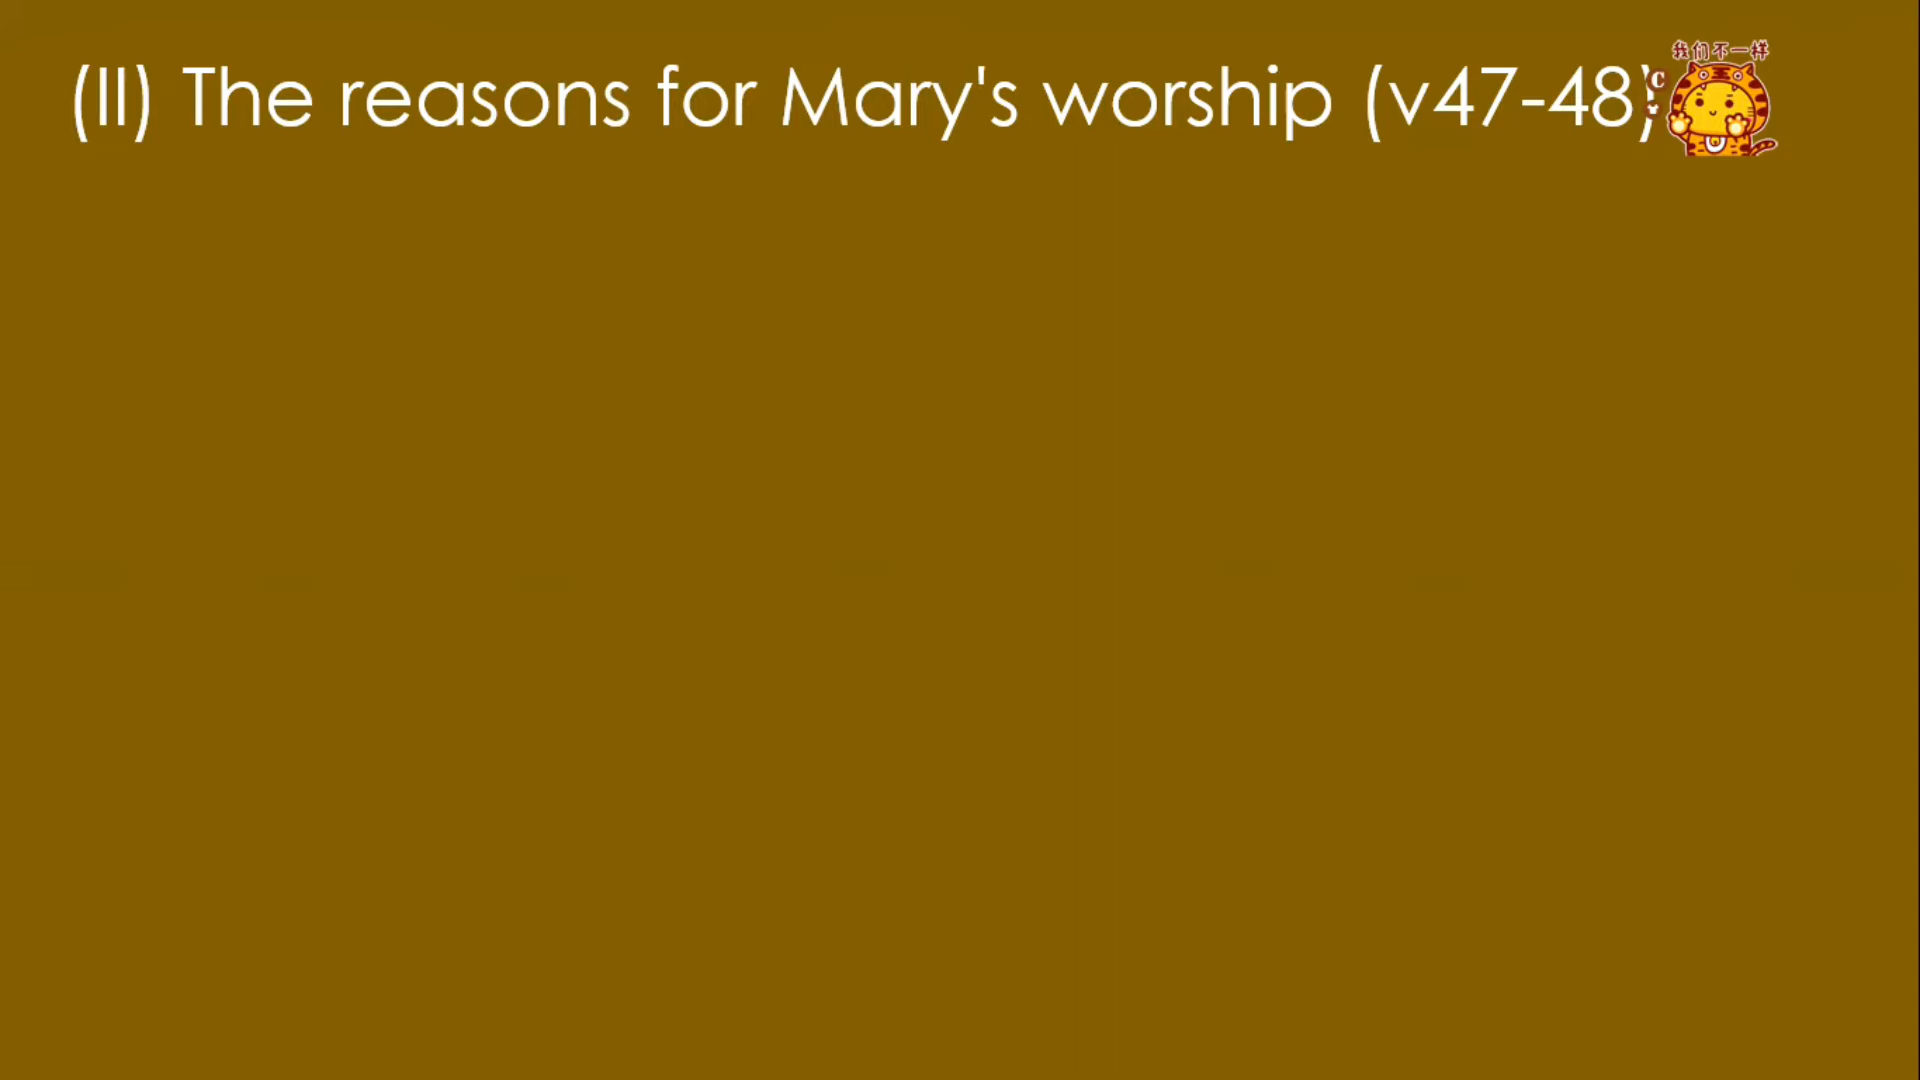 我们不一样
(II) The reasons for Mary's worship (v47-48)